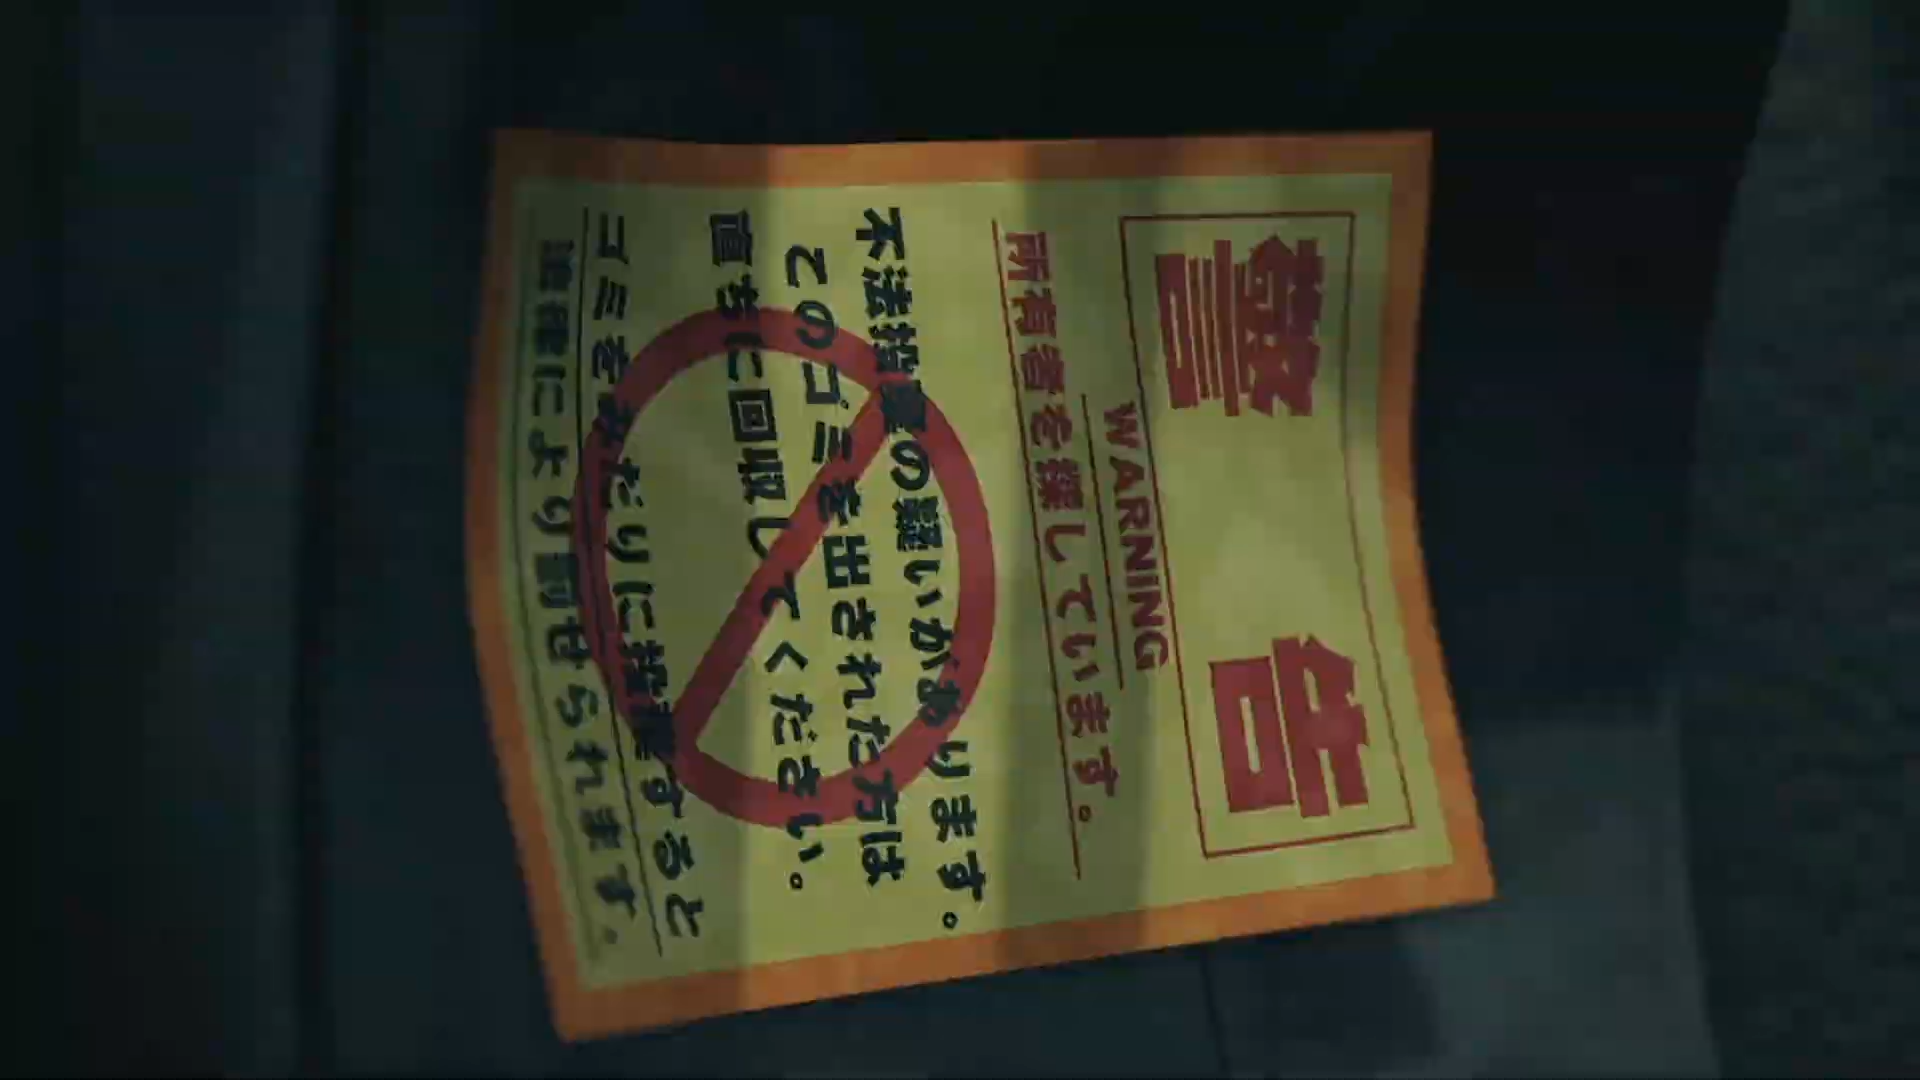 警 告
WARNING
所有者を探しています。
不法投棄の疑いがあります。
このゴミを出された方は
直ちに回収してください。
ゴミをみだりに投棄すると
法律により罰せられます。